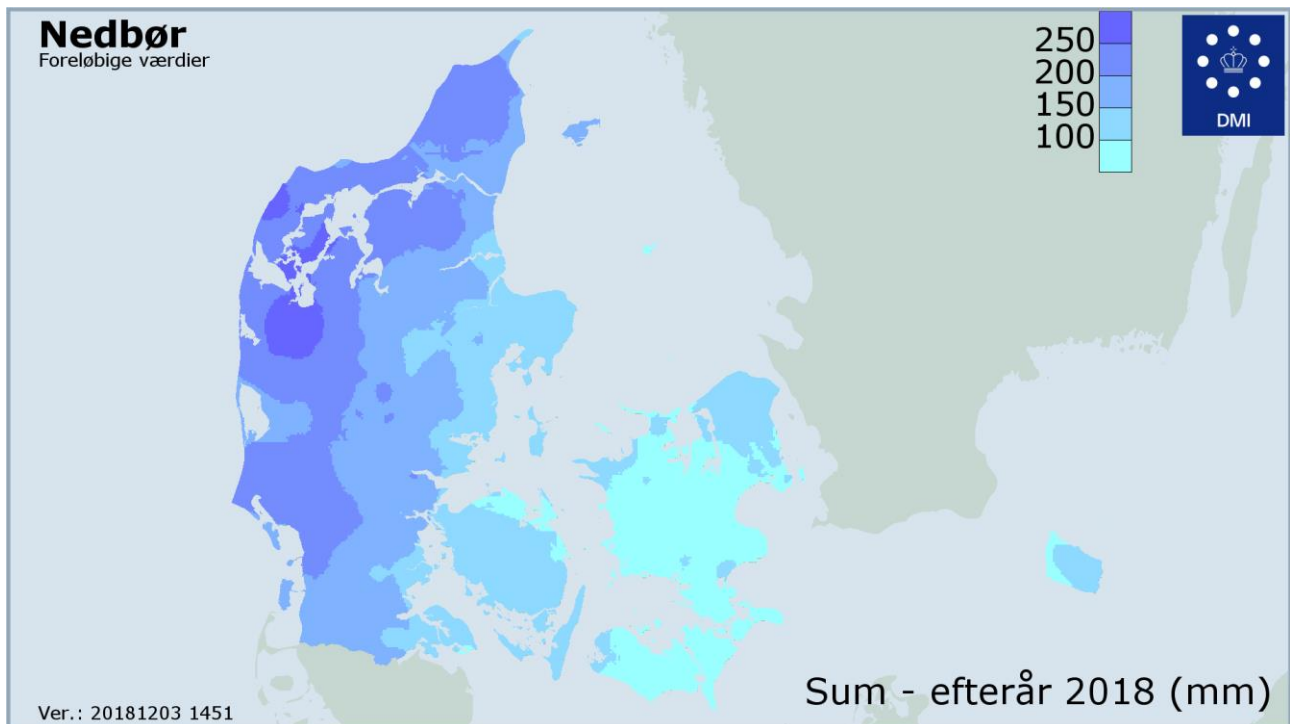 Nedbør
Foreløbige værdier
250
200
150
100
DMI
Sum - efterår 2018 (mm)
Ver.: 20181203 1451